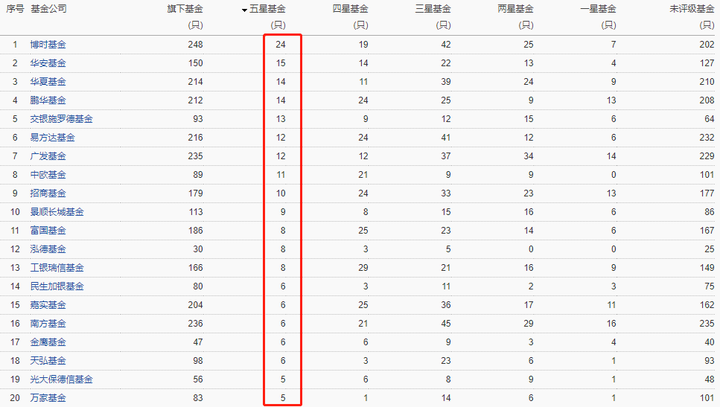 序号 基金公司 旗下基金 五星基金 四星基金 三星基金 两星基金 一星基金 未评级基金
(只) (只) (只) (只) (只) (只) (只)
1 博时基金 248 24 19 42 25 7 202
2 华安基金 150 15 14 22 13 4 127
3 华夏基金 214 14 11 39 24 9 210
4 鹏华基金 212 14 24 25 9 13 208
5 交银施罗德基金 93 13 9 12 15 6 64
6 易方达基金 216 12 24 41 12 6 232
7 广发基金 235 12 12 37 34 14 229
8 中欧基金 89 11 21 9 9 0 101
9 招商基金 179 10 24 33 23 13 177
10 景顺长城基金 113 9 8 15 16 6 86
11 富国基金 186 8 25 23 14 6 167
12 泓德基金 30 8 3 5 0 0 25
13 工银瑞信基金 166 8 29 21 16 9 149
14 民生加银基金 80 6 3 11 2 3 75
15 嘉实基金 204 6 25 36 17 11 162
16 南方基金 236 6 21 45 29 16 235
17 金鹰基金 47 6 6 9 3 4 40
18 天弘基金 98 6 3 23 6 1 93
19 光大保德信基金 56 5 6 8 9 1 48
20 万家基金 83 5 1 14 6 1 101